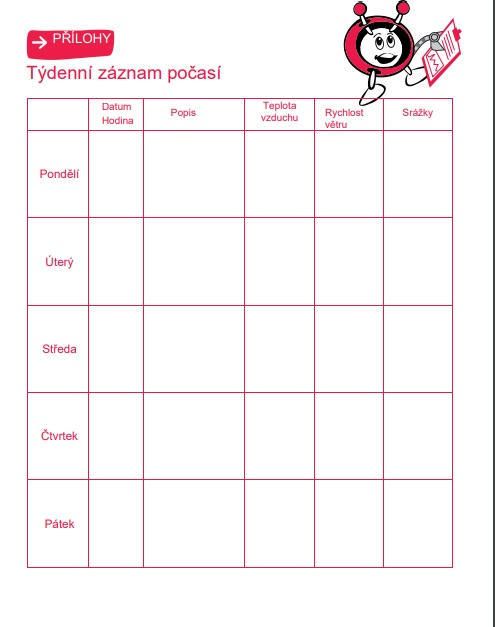 PŘÍLOHY
Týdenní záznam počasí
Datum
Hodina
Popis
Teplota
vzduchu
Rychlost
větru
Srážky
Pondělí
Úterý
Středa
Čtvrtek
Pátek